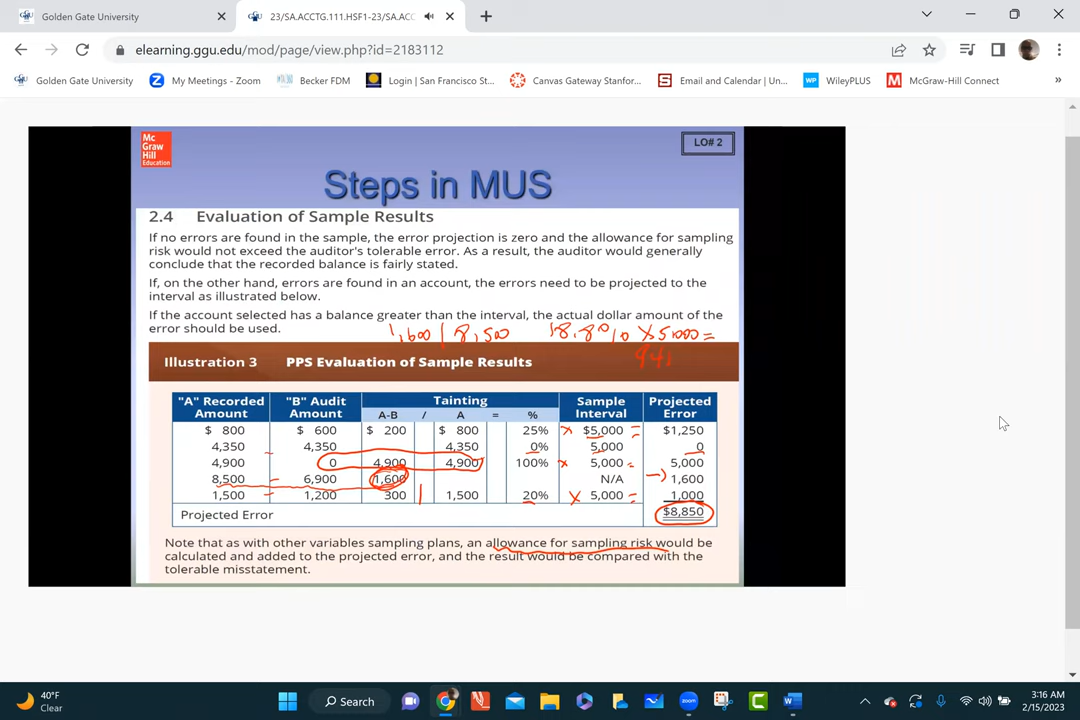 Golden Gate University
23/SA.ACCTG.111.HSF1-23/SA.ACC
elearning.ggu.edu/mod/page/view.php?id=2183112
Golden Gate University My Meetings - Zoom Becker FDM Login | San Francisco St... Canvas Gateway Stanfor... Email and Calendar | Un... WP WileyPLUS M McGraw-Hill Connect »
Mc
Graw
Hill
Education
LO# 2
Steps in MUS
2.4 Evaluation of Sample Results
If no errors are found in the sample, the error projection is zero and the allowance for sampling
risk would not exceed the auditor's tolerable error. As a result, the auditor would generally
conclude that the recorded balance is fairly stated.
If, on the other hand, errors are found in an account, the errors need to be projected to the
interval as illustrated below.
If the account selected has a balance greater than the interval, the actual dollar amount of the
error should be used.
1,600 / 8,500 18.8% x 5,000 =
941
Illustration 3 PPS Evaluation of Sample Results
"A" Recorded Amount "B" Audit Amount Tainting Sample Interval Projected Error
A-B / A = %
$ 800 $ 600 $ 200 $ 800 25% x $5,000 = $1,250
4,350 4,350 4,350 0% 5,000 0
4,900 0 4,900 4,900 100% x 5,000 = 5,000
8,500 - 6,900 1,600 N/A → 1,600
1,500 = 1,200 300 / 1,500 20% x 5,000 = 1,000
Projected Error $8,850
Note that as with other variables sampling plans, an allowance for sampling risk would be
calculated and added to the projected error, and the result would be compared with the
tolerable misstatement.
40°F
Clear
Search
3:16 AM
2/15/2023